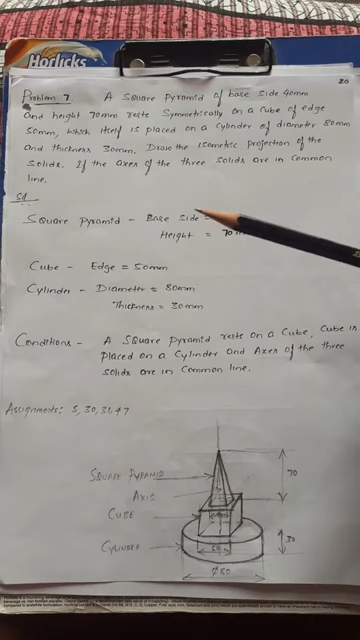 Horlicks
20
Problem 7 A Square Pyramid of base side 40mm
and height 70mm rests Symmetrically on a Cube of edge
50mm, which itself is placed on a Cylinder of diameter 80mm
and thickness 30mm. Draw the isometric projection of the
solids. If the axes of the three solids are in Common
line.
Sol
Square Pyramid - Base Side =
Height = 70
Cube - Edge = 50mm
Cylinder - Diameter = 80mm
Thickness = 30mm
Conditions - A Square Pyramid rests on a Cube, Cube is
placed on a Cylinder and Axes of the three
solids are in Common line.
Assignments: 5, 30, 31, 47
SQUARE PYRAMID
70
AXIS
CUBE
CYLINDER
30
50
Ø80